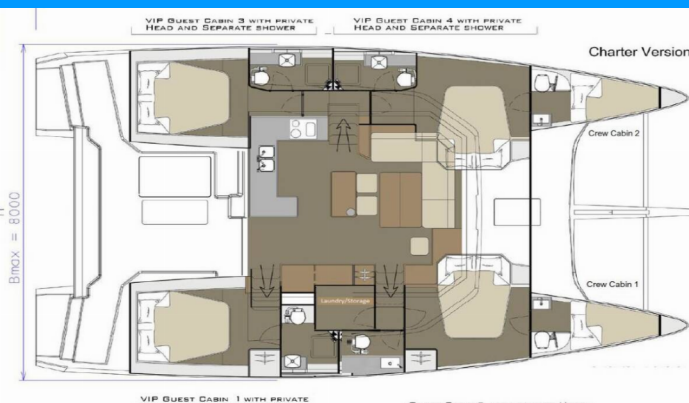 VIP GUEST CABIN 3 WITH PRIVATE
HEAD AND SEPARATE SHOWER
VIP GUEST CABIN 4 WITH PRIVATE
HEAD AND SEPARATE SHOWER
Charter Version
Crew Cabin 2
Bmax = 8000
Crew Cabin 1
Laundry/Storage
VIP GUEST CABIN 1 WITH PRIVATE